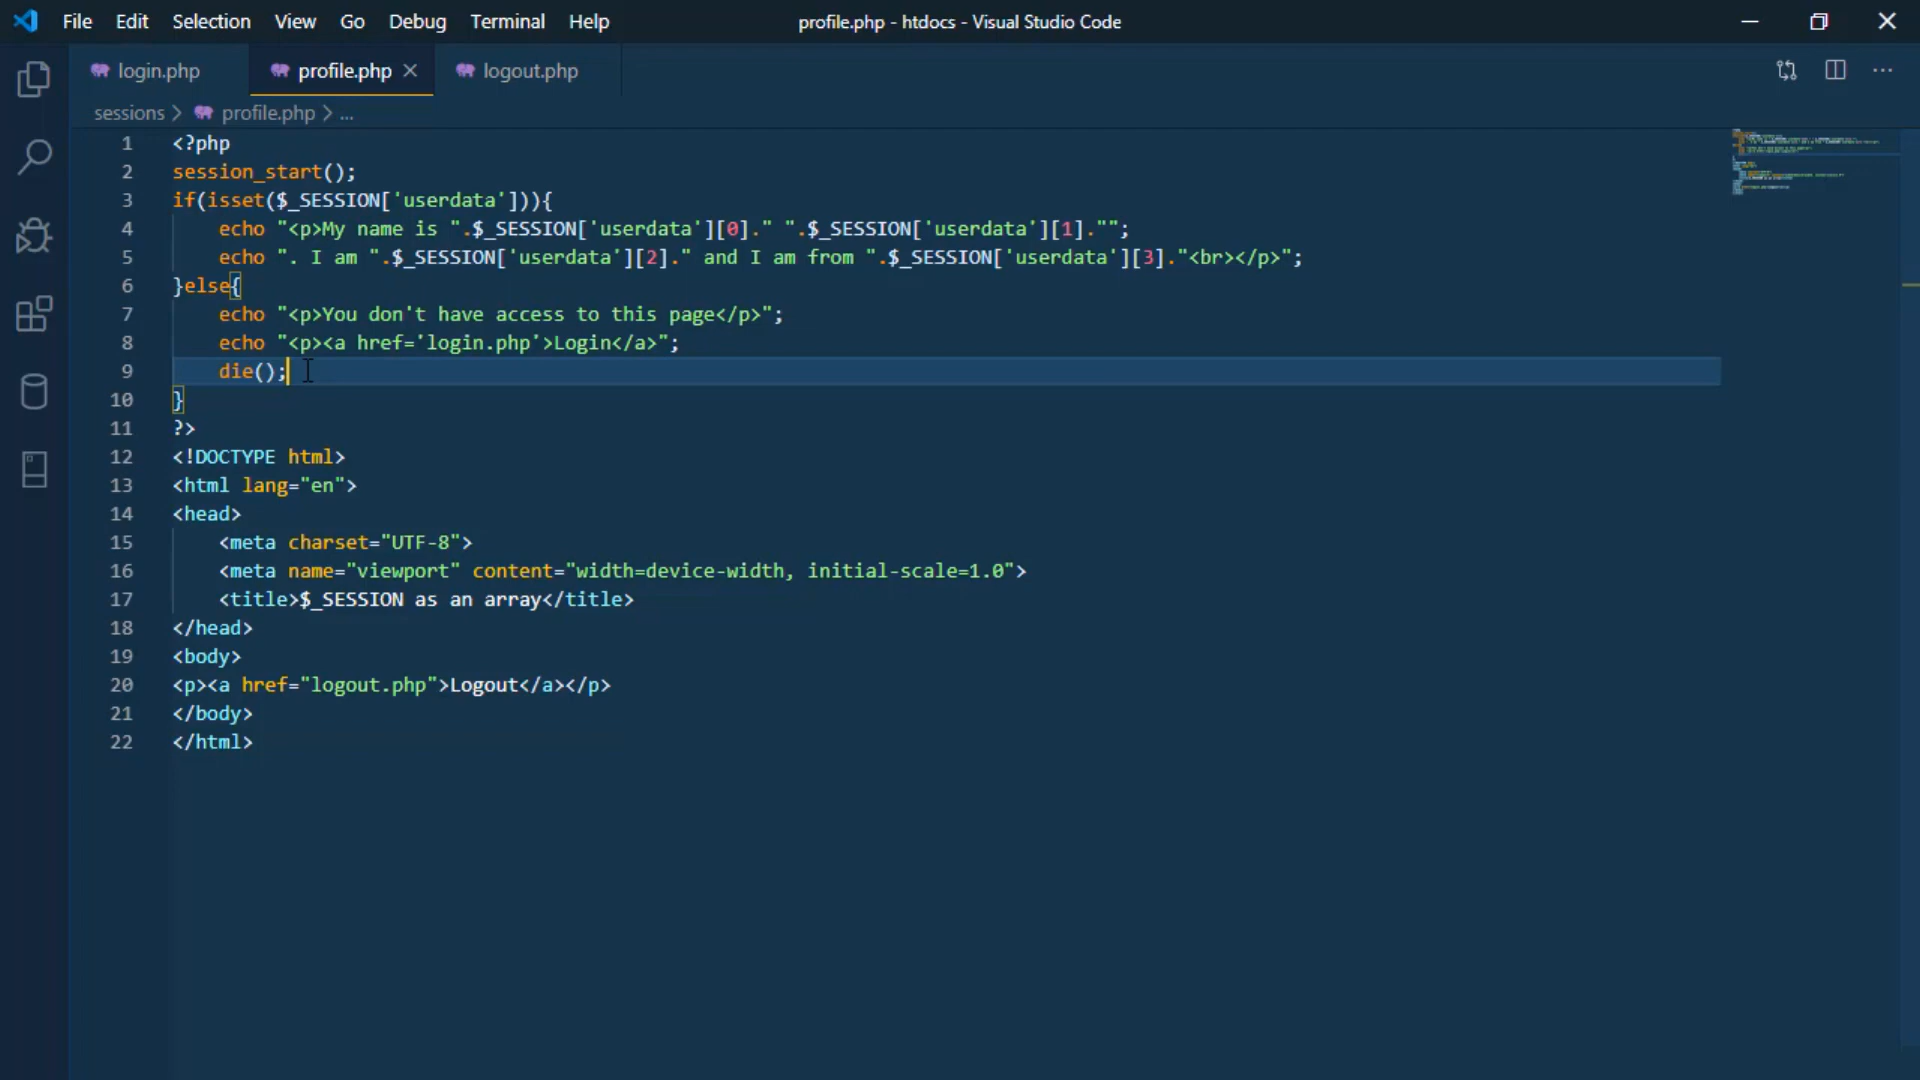 File Edit Selection View Go Debug Terminal Help profile.php - htdocs - Visual Studio Code
login.php profile.php logout.php
sessions > profile.php > ...
1 <?php
2 session_start();
3 if(isset($_SESSION['userdata'])){
4     echo "<p>My name is ".$_SESSION['userdata'][0]." ".$_SESSION['userdata'][1]."";
5     echo ". I am ".$_SESSION['userdata'][2]." and I am from ".$_SESSION['userdata'][3]."<br></p>";
6 }else{
7     echo "<p>You don't have access to this page</p>";
8     echo "<p><a href='login.php'>Login</a>";
9     die();
10 }
11 ?>
12 <!DOCTYPE html>
13 <html lang="en">
14 <head>
15     <meta charset="UTF-8">
16     <meta name="viewport" content="width=device-width, initial-scale=1.0">
17     <title>$_SESSION as an array</title>
18 </head>
19 <body>
20 <p><a href="logout.php">Logout</a></p>
21 </body>
22 </html>